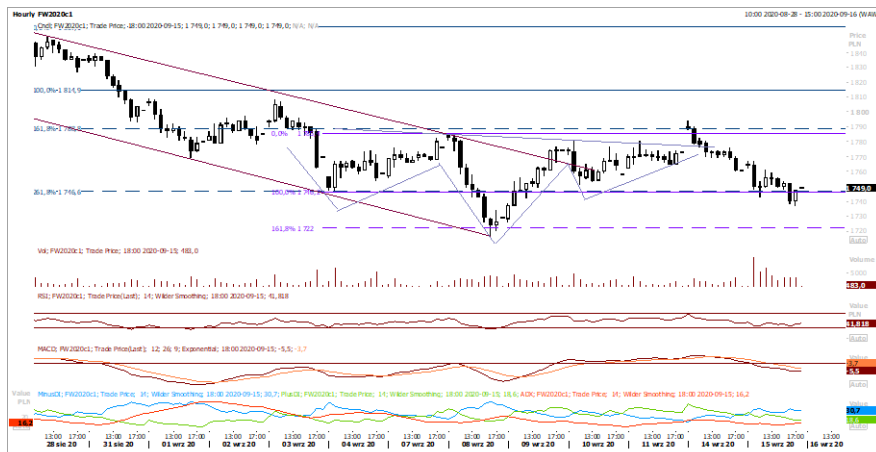 Hourly FW2020c1
10:00 2020-08-28 - 15:00 2020-09-16 (WAW
Cndl; FW2020c1; Trade Price; 18:00 2020-09-15; 1 749,0; 1 749,0; 1 749,0; 1 749,0; N/A; N/A
Price
PLN
1 840
1 830
1 820
100,0% 1 814,9
1 810
1 800
161,8%
1 790
0,0%
1 780
1 770
1 760
261,8% 1 746,6
100,0%
1 749,0
1 740
1 730
161,8% 1 722
1 720
Auto
Vol; FW2020c1; Trade Price; 18:00 2020-09-15; 483,0
Volume
1 000
483,0
RSI; FW2020c1; Trade Price(Last); 14; Wilder Smoothing; 18:00 2020-09-15; 41,818
Value
PLN
41,818
Auto
MACD; FW2020c1; Trade Price(Last); 12; 26; 9; Exponential; 18:00 2020-09-15; -5,5; -3,7
Value
-3,7
-5,5
Auto
Value
PLN
MinusDI; FW2020c1; Trade Price; 14; Wilder Smoothing; 18:00 2020-09-15; 30,7; PlusDI; FW2020c1; Trade Price; 14; Wilder Smoothing; 18:00 2020-09-15; 18,6; ADX; FW2020c1; Trade Price; 14; Wilder Smoothing; 18:00 2020-09-15; 16,2
Value
PLN
30,7
16,2
18,6
13:00 17:00 13:00 17:00 13:00 17:00 13:00 17:00 13:00 17:00 13:00 17:00 13:00 17:00 13:00 17:00 13:00 17:00 13:00 17:00 13:00 17:00 13:00 17:00 13:00 17:00 13:00
28 sie 20 31 sie 20 01 wrz 20 02 wrz 20 03 wrz 20 04 wrz 20 07 wrz 20 08 wrz 20 09 wrz 20 10 wrz 20 11 wrz 20 14 wrz 20 15 wrz 20 16 wrz 20